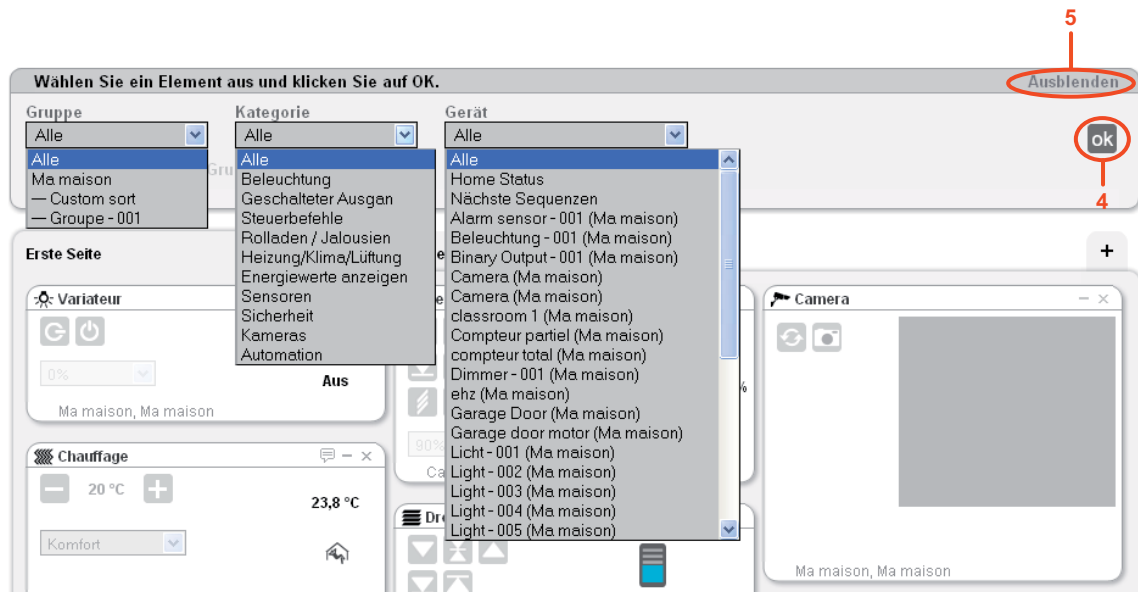 5
Wählen Sie ein Element aus und klicken Sie auf OK.
Ausblenden
Gruppe
Kategorie
Gerät
Alle
Alle
Alle
ok
4
Alle
Ma maison
— Custom sort
— Groupe - 001
Gru
Alle
Beleuchtung
Geschalteter Ausgan
Steuerbefehle
Rolladen / Jalousien
Heizung/Klima/Lüftung
Energiewerte anzeigen
Sensoren
Sicherheit
Kameras
Automation
Alle
Home Status
Nächste Sequenzen
Alarm sensor - 001 (Ma maison)
Beleuchtung - 001 (Ma maison)
Binary Output - 001 (Ma maison)
Camera (Ma maison)
Camera (Ma maison)
classroom 1 (Ma maison)
Compteur partiel (Ma maison)
compteur total (Ma maison)
Dimmer - 001 (Ma maison)
ehz (Ma maison)
Garage Door (Ma maison)
Garage door motor (Ma maison)
Licht - 001 (Ma maison)
Light - 002 (Ma maison)
Light - 003 (Ma maison)
Light - 004 (Ma maison)
Light - 005 (Ma maison)
Erste Seite
+
Variateur
0%
Aus
Ma maison, Ma maison
Chauffage
20 °C
23,8 °C
Komfort
90%
%
Ca
Dre
Camera
Ma maison, Ma maison